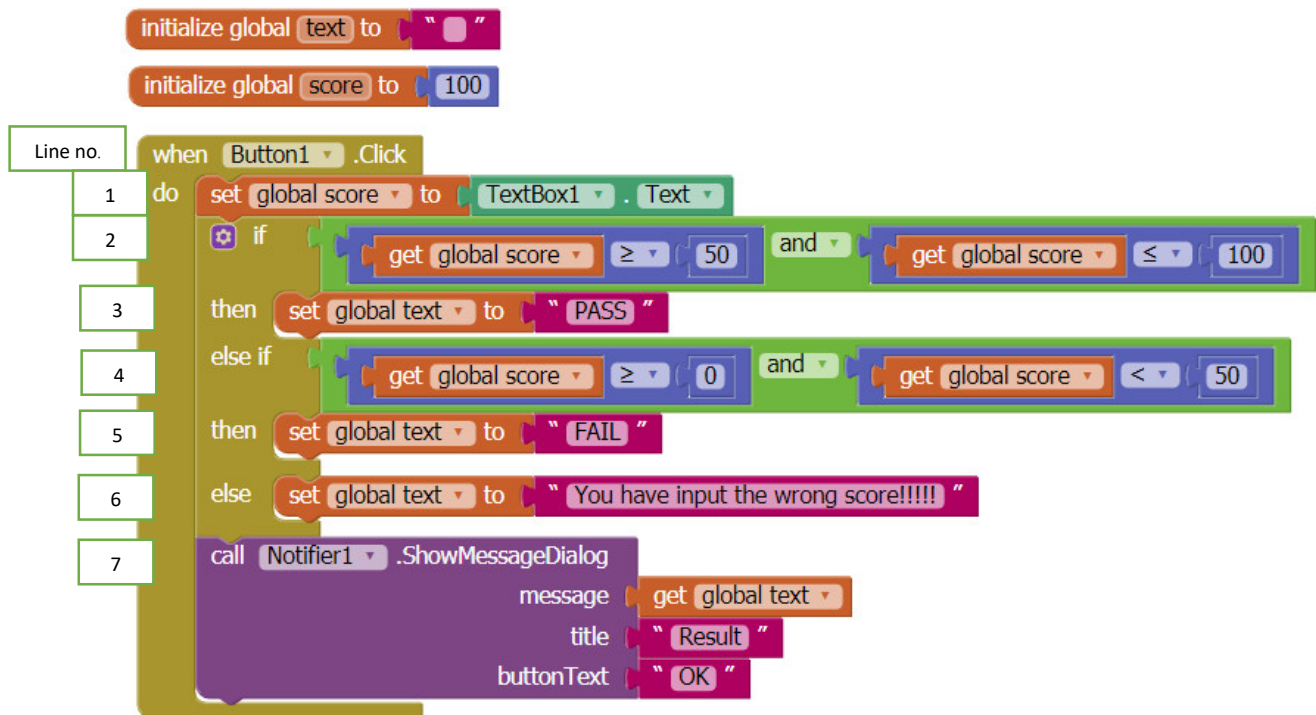 initialize global text to " "
initialize global score to 100
Line no. when Button1 .Click
1 do set global score to TextBox1 . Text
2 if get global score ≥ 50 and get global score ≤ 100
3 then set global text to " PASS "
4 else if get global score ≥ 0 and get global score < 50
5 then set global text to " FAIL "
6 else set global text to " You have input the wrong score!!!!! "
7 call Notifier1 .ShowMessageDialog
message get global text
title " Result "
buttonText " OK "